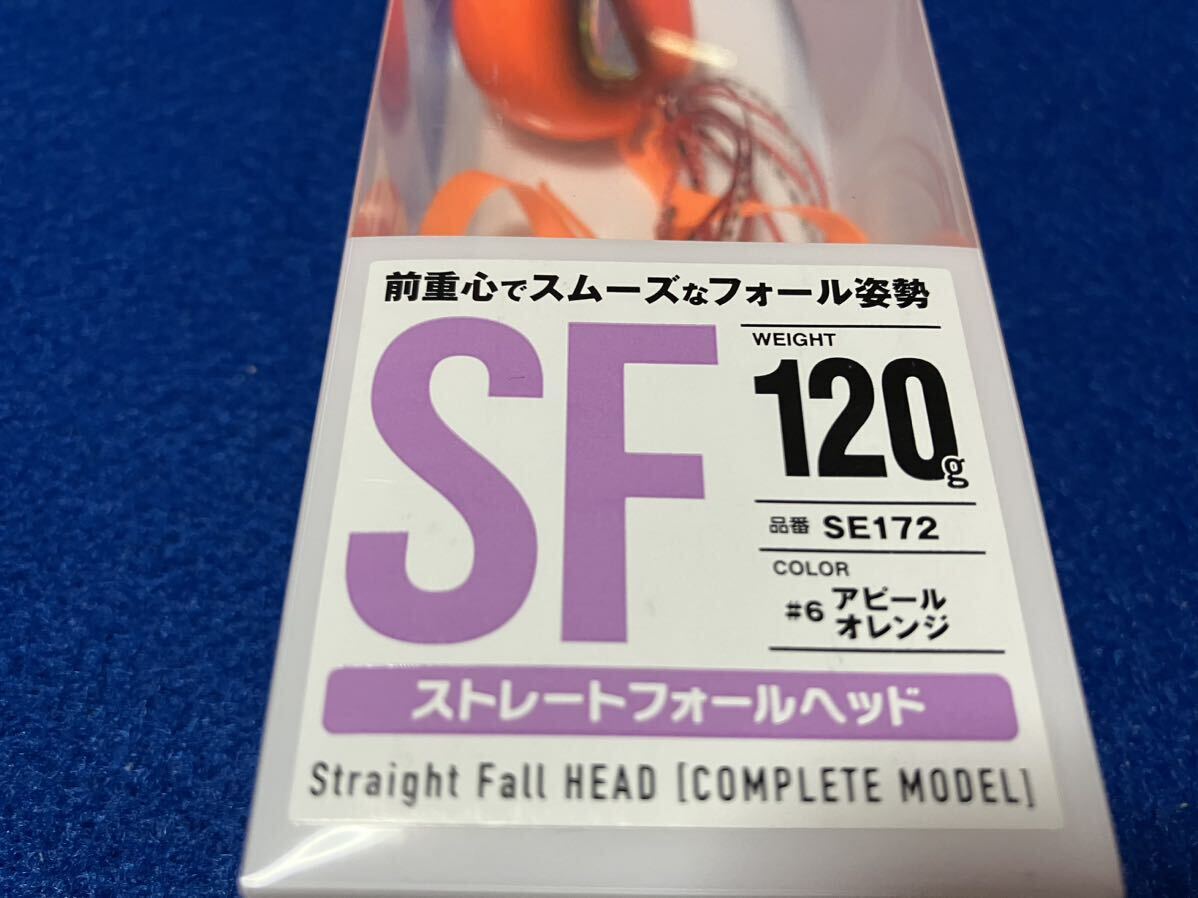 前重心でスムーズなフォール姿勢
SF
WEIGHT
120g
品番 SE172
COLOR
#6 アピール
オレンジ
ストレートフォールヘッド
Straight Fall HEAD [COMPLETE MODEL]